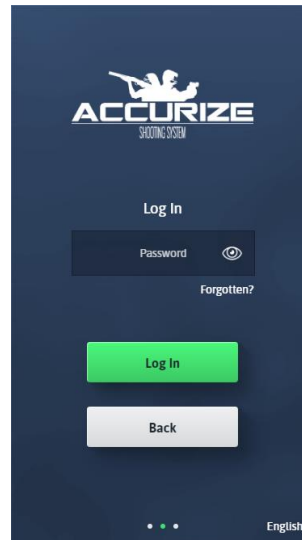 ACCURIZE
SHOOTING SYSTEM
Log In
Password
Forgotten?
Log In
Back
English